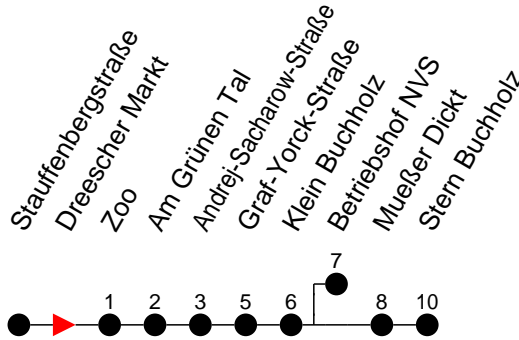 Stauffenbergstraße
Dreescher Markt
Zoo
Am Grünen Tal
Andrej-Sacharow-Straße
Graf-Yorck-Straße
Klein Buchholz
Betriebshof NVS
Mueßer Dickt
Stern Buchholz
7
1 2 3 5 6 8 10